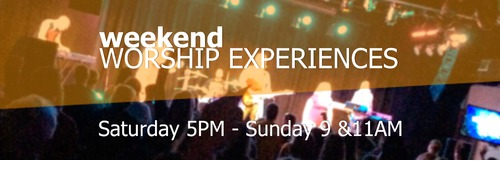 weekend
WORSHIP EXPERIENCES
Saturday 5PM - Sunday 9 &11AM